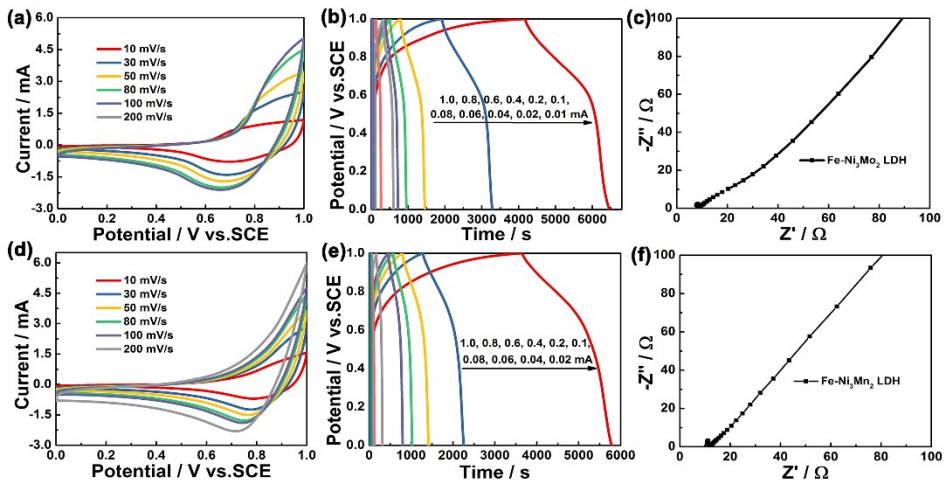 (a)
10 mV/s
30 mV/s
50 mV/s
80 mV/s
100 mV/s
200 mV/s
Current / mA
6.0
4.5
3.0
1.5
0.0
-1.5
-3.0
0.0 0.2 0.4 0.6 0.8 1.0
Potential / V vs.SCE
(b)
1.0, 0.8, 0.6, 0.4, 0.2, 0.1,
0.08, 0.06, 0.04, 0.02, 0.01 mA
Potential / V vs.SCE
1.0
0.8
0.6
0.4
0.2
0.0
0 1000 2000 3000 4000 5000 6000
Time / s
(c)
Fe-Ni3Mo2 LDH
-Z'' / Ω
100
80
60
40
20
0
0 20 40 60 80 100
Z' / Ω
(d)
10 mV/s
30 mV/s
50 mV/s
80 mV/s
100 mV/s
200 mV/s
Current / mA
6.0
4.5
3.0
1.5
0.0
-1.5
-3.0
0.0 0.2 0.4 0.6 0.8 1.0
Potential / V vs.SCE
(e)
1.0, 0.8, 0.6, 0.4, 0.2, 0.1,
0.08, 0.06, 0.04, 0.02 mA
Potential / V vs.SCE
1.0
0.8
0.6
0.4
0.2
0.0
0 1000 2000 3000 4000 5000 6000
Time / s
(f)
Fe-Ni3Mn2 LDH
-Z'' / Ω
100
80
60
40
20
0
0 20 40 60 80 100
Z' / Ω